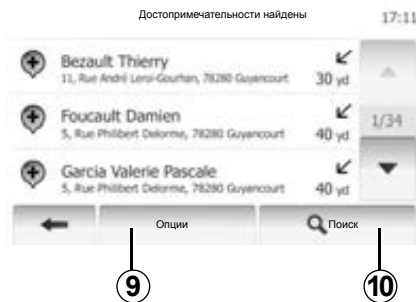 Достопримечательности найдены 17:11
Bezault Thierry
11, Rue André Leroi-Gourhan, 78280 Guyancourt 30 yd
Foucault Damien
5, Rue Philibert Delorme, 78280 Guyancourt 40 yd
1/34
Garcia Valerie Pascale
5, Rue Philibert Delorme, 78280 Guyancourt 40 yd
Опции Поиск
9 10